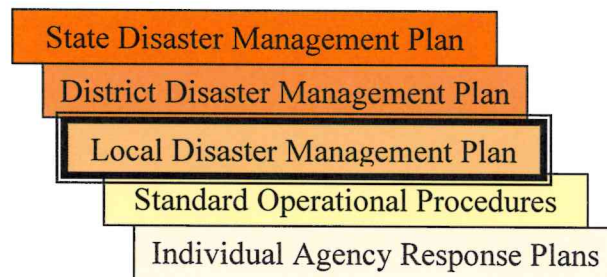 State Disaster Management Plan
District Disaster Management Plan
Local Disaster Management Plan
Standard Operational Procedures
Individual Agency Response Plans